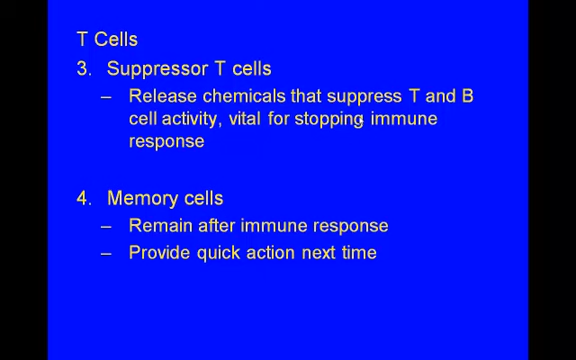 T Cells
3. Suppressor T cells
– Release chemicals that suppress T and B
cell activity, vital for stopping immune
response
4. Memory cells
– Remain after immune response
– Provide quick action next time